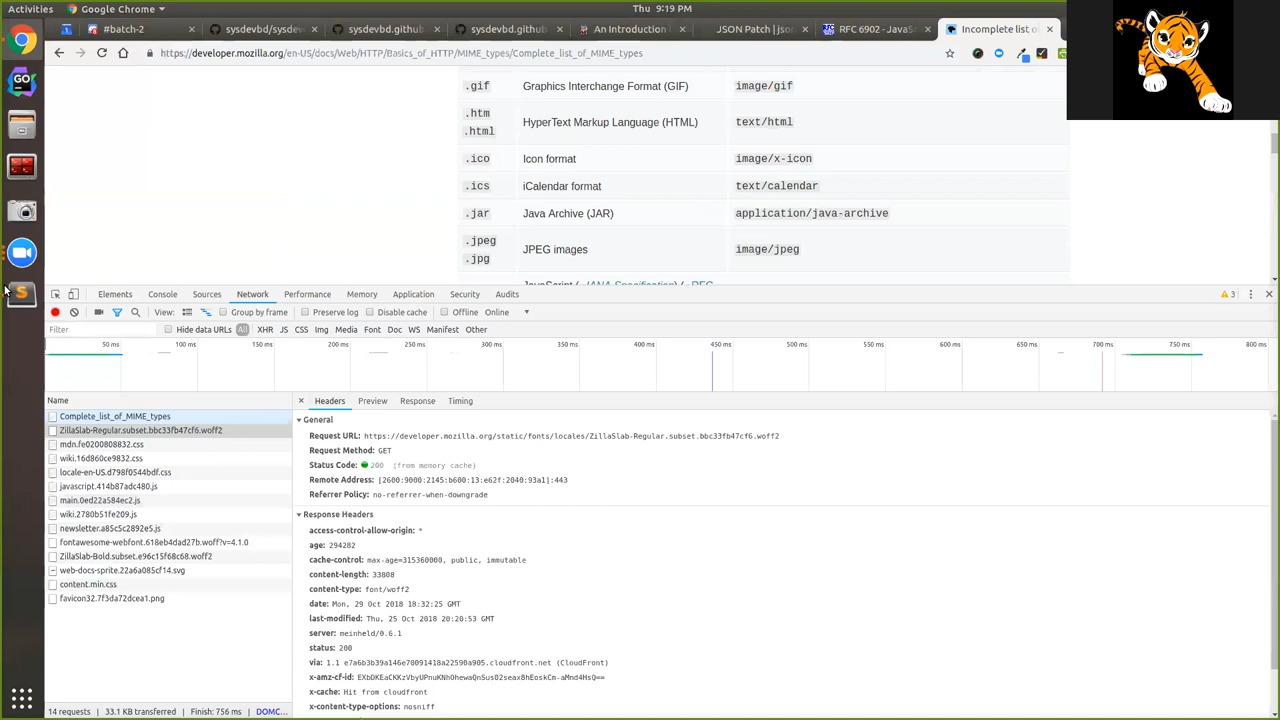 Activities Google Chrome Thu 9:19 PM
#batch-2 sysdevbd/sysdev sysdevbd.github sysdevbd.github. An Introduction JSON Patch | jso RFC 6902 - JavaS Incomplete list o
https://developer.mozilla.org/en-US/docs/Web/HTTP/Basics_of_HTTP/MIME_types/Complete_list_of_MIME_types
.gif Graphics Interchange Format (GIF) image/gif
.htm
.html HyperText Markup Language (HTML) text/html
.ico Icon format image/x-icon
.ics iCalendar format text/calendar
.jar Java Archive (JAR) application/java-archive
.jpeg
.jpg JPEG images image/jpeg
JavaScript (IANA Specification) (RFC
Elements Console Sources Network Performance Memory Application Security Audits 3
View: Group by frame Preserve log Disable cache Offline Online
Filter Hide data URLs All XHR JS CSS Img Media Font Doc WS Manifest Other
50 ms 100 ms 150 ms 200 ms 250 ms 300 ms 350 ms 400 ms 450 ms 500 ms 550 ms 600 ms 650 ms 700 ms 750 ms 800 ms
Name Headers Preview Response Timing
Complete_list_of_MIME_types
ZillaSlab-Regular.subset.bbc33fb47cf6.woff2
mdn.fe0200808832.css
wiki.16d860ce9832.css
locale-en-US.d798f0544bdf.css
javascript.414b87adc480.js
main.0ed22a584ec2.js
wiki.2780b51fe209.js
newsletter.a85c5c2892e5.js
fontawesome-webfont.618eb4dad27b.woff?v=4.1.0
ZillaSlab-Bold.subset.e96c15f68c68.woff2
web-docs-sprite.22a6a085cf14.svg
content.min.css
favicon32.7f3da72dcea1.png
14 requests 33.1 KB transferred Finish: 756 ms DOMC...
General
Request URL: https://developer.mozilla.org/static/fonts/locales/ZillaSlab-Regular.subset.bbc33fb47cf6.woff2
Request Method: GET
Status Code: 200 (from memory cache)
Remote Address: [2600:9000:2145:b600:13:e62f:2040:93a1]:443
Referrer Policy: no-referrer-when-downgrade
Response Headers
access-control-allow-origin: *
age: 294282
cache-control: max-age=315360000, public, immutable
content-length: 33808
content-type: font/woff2
date: Mon, 29 Oct 2018 18:32:25 GMT
last-modified: Thu, 25 Oct 2018 20:20:53 GMT
server: meinheld/0.6.1
status: 200
via: 1.1 e7a6b3b39a146e70091418a22590a905.cloudfront.net (CloudFront)
x-amz-cf-id: EXbDKEaCKKzVbyUPnuKNhOhewaQnSus02seax8hEoskCm-aMnd4HsQ==
x-cache: Hit from cloudfront
x-content-type-options: nosniff